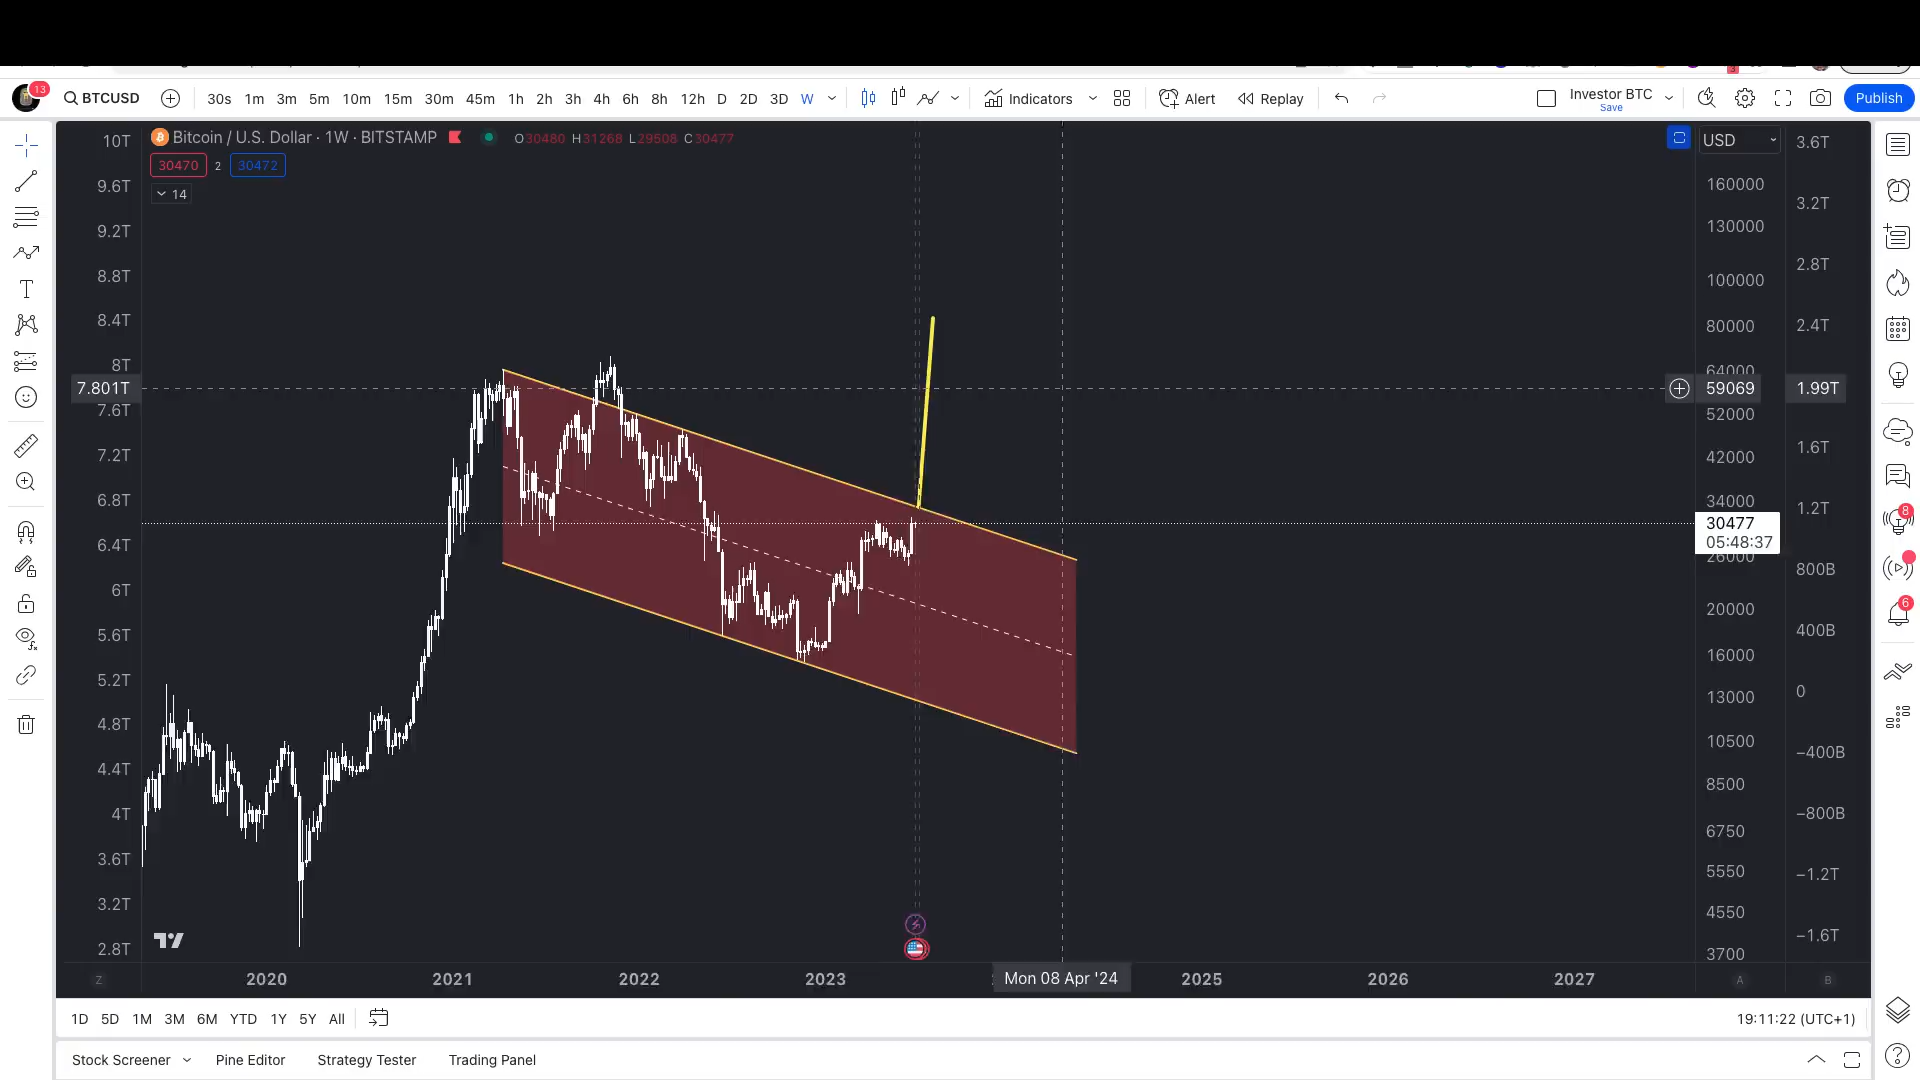 13
BTCUSD 30s 1m 3m 5m 10m 15m 30m 45m 1h 2h 3h 4h 6h 8h 12h D 2D 3D W Indicators Alert Replay Investor BTC Publish
Save
Bitcoin / U.S. Dollar · 1W · BITSTAMP O30480 H31268 L29508 C30477
30470 2 30472
14
10T
9.6T
9.2T
8.8T
8.4T
8T
7.801T
7.6T
7.2T
6.8T
6.4T
6T
5.6T
5.2T
4.8T
4.4T
4T
3.6T
3.2T
2.8T
USD
160000
130000
100000
80000
64000
59069
52000
42000
34000
30477
05:48:37
26000
20000
16000
13000
10500
8500
6750
5550
4550
3700
3.6T
3.2T
2.8T
2.4T
1.99T
1.6T
1.2T
800B
400B
0
−400B
−800B
−1.2T
−1.6T
8
6
Z 2020 2021 2022 2023 Mon 08 Apr '24 2025 2026 2027 A B
1D 5D 1M 3M 6M YTD 1Y 5Y All 19:11:22 (UTC+1)
Stock Screener Pine Editor Strategy Tester Trading Panel